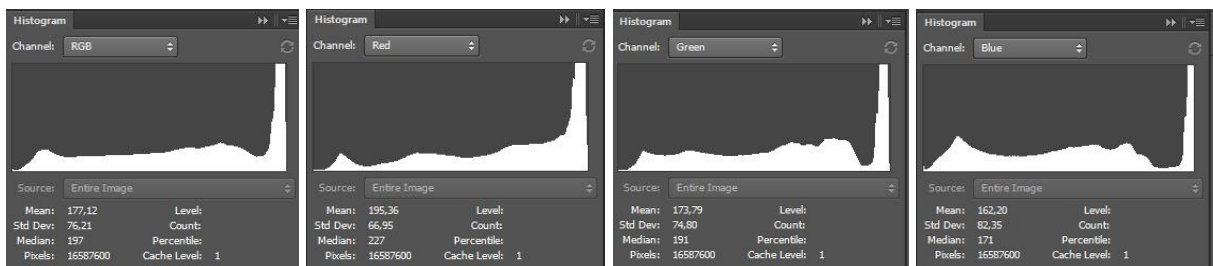 Histogram
Channel: RGB
Source: Entire Image
Mean: 177,12 Level:
Std Dev: 76,21 Count:
Median: 197 Percentile:
Pixels: 16587600 Cache Level: 1
Histogram
Channel: Red
Source: Entire Image
Mean: 195,36 Level:
Std Dev: 66,95 Count:
Median: 227 Percentile:
Pixels: 16587600 Cache Level: 1
Histogram
Channel: Green
Source: Entire Image
Mean: 173,79 Level:
Std Dev: 74,80 Count:
Median: 191 Percentile:
Pixels: 16587600 Cache Level: 1
Histogram
Channel: Blue
Source: Entire Image
Mean: 162,20 Level:
Std Dev: 82,35 Count:
Median: 171 Percentile:
Pixels: 16587600 Cache Level: 1